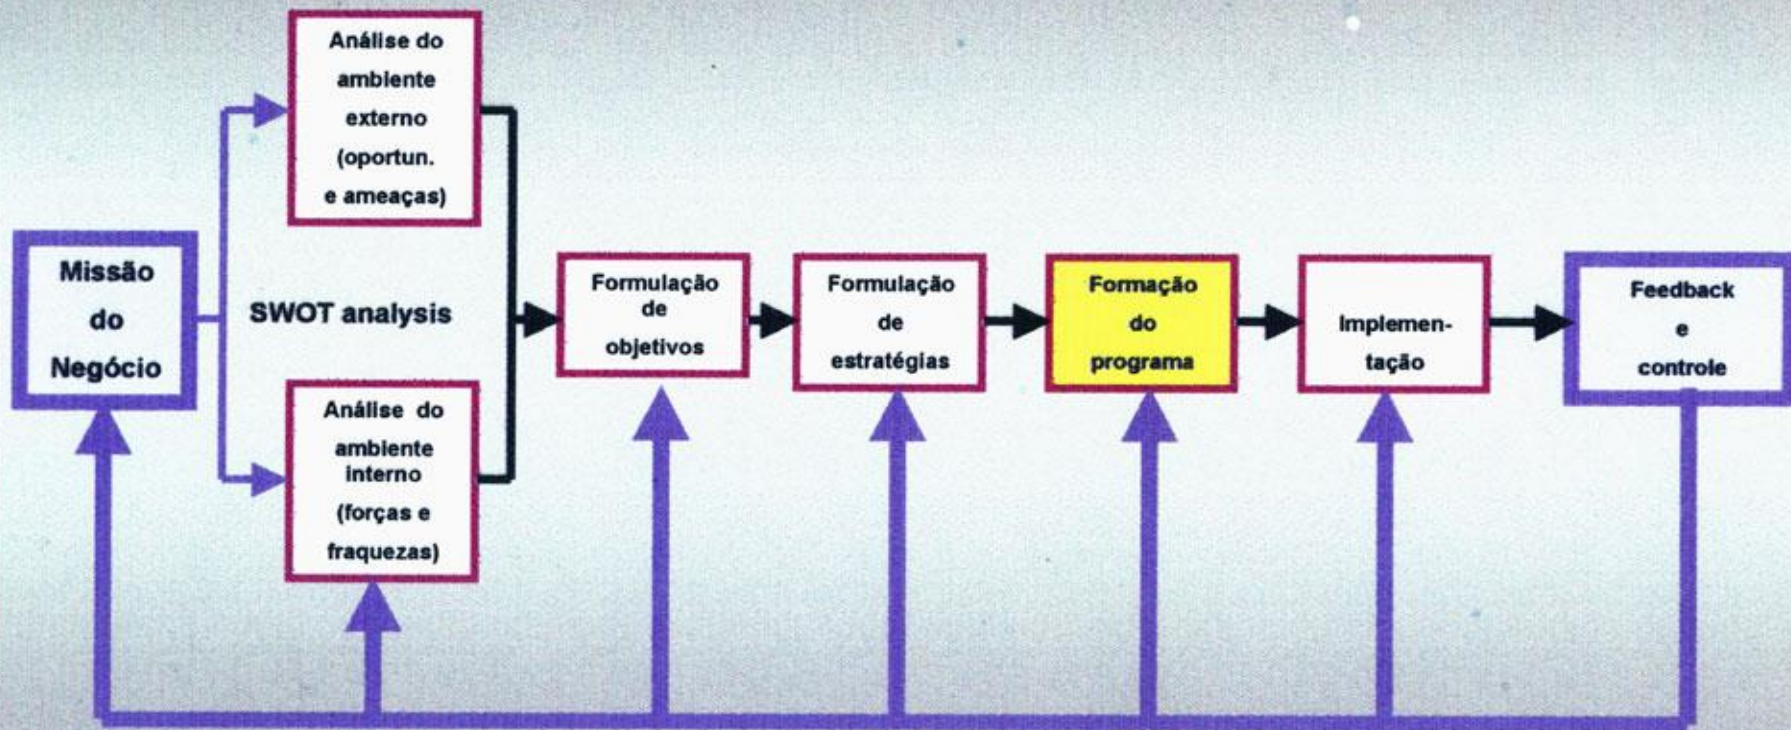 Análise do
ambiente
externo
(oportun.
e ameaças)
Missão
do
Negócio
SWOT analysis
Análise do
ambiente
interno
(forças e
fraquezas)
Formulação
de
objetivos
Formulação
de
estratégias
Formação
do
programa
Implemen-
tação
Feedback
e
controle